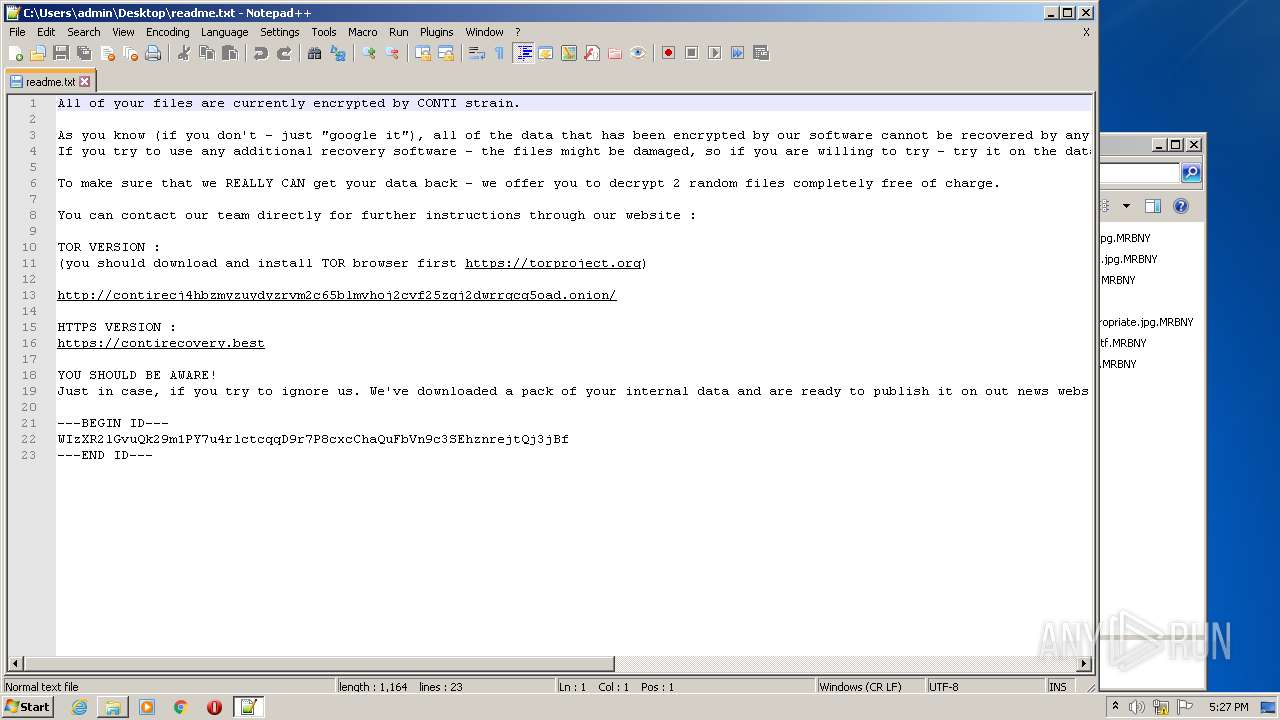 C:\Users\admin\Desktop\readme.txt - Notepad++
File Edit Search View Encoding Language Settings Tools Macro Run Plugins Window ? X
readme.txt
1 All of your files are currently encrypted by CONTI strain.
2
3 As you know (if you don't - just "google it"), all of the data that has been encrypted by our software cannot be recovered by any
4 If you try to use any additional recovery software - the files might be damaged, so if you are willing to try - try it on the data
5
6 To make sure that we REALLY CAN get your data back - we offer you to decrypt 2 random files completely free of charge.
7
8 You can contact our team directly for further instructions through our website :
9
10 TOR VERSION :
11 (you should download and install TOR browser first https://torproject.org)
12
13 http://contirecj4hbzmyzuydyzrvm2c65blmvhoj2cvf25zqj2dwrrqcq5oad.onion/
14
15 HTTPS VERSION :
16 https://contirecovery.best
17
18 YOU SHOULD BE AWARE!
19 Just in case, if you try to ignore us. We've downloaded a pack of your internal data and are ready to publish it on out news webs
20
21 ---BEGIN ID---
22 WIzXR2lGvuQk29m1PY7u4rlctcqqD9r7P8cxcChaQuFbVn9c3SEhznrejtQj3jBf
23 ---END ID---
pg.MRBNY
.jpg.MRBNY
.MRBNY
ropriate.jpg.MRBNY
tf.MRBNY
.MRBNY
ANY RUN
Normal text file length : 1,164 lines : 23 Ln : 1 Col : 1 Pos : 1 Windows (CR LF) UTF-8 INS
Start 5:27 PM